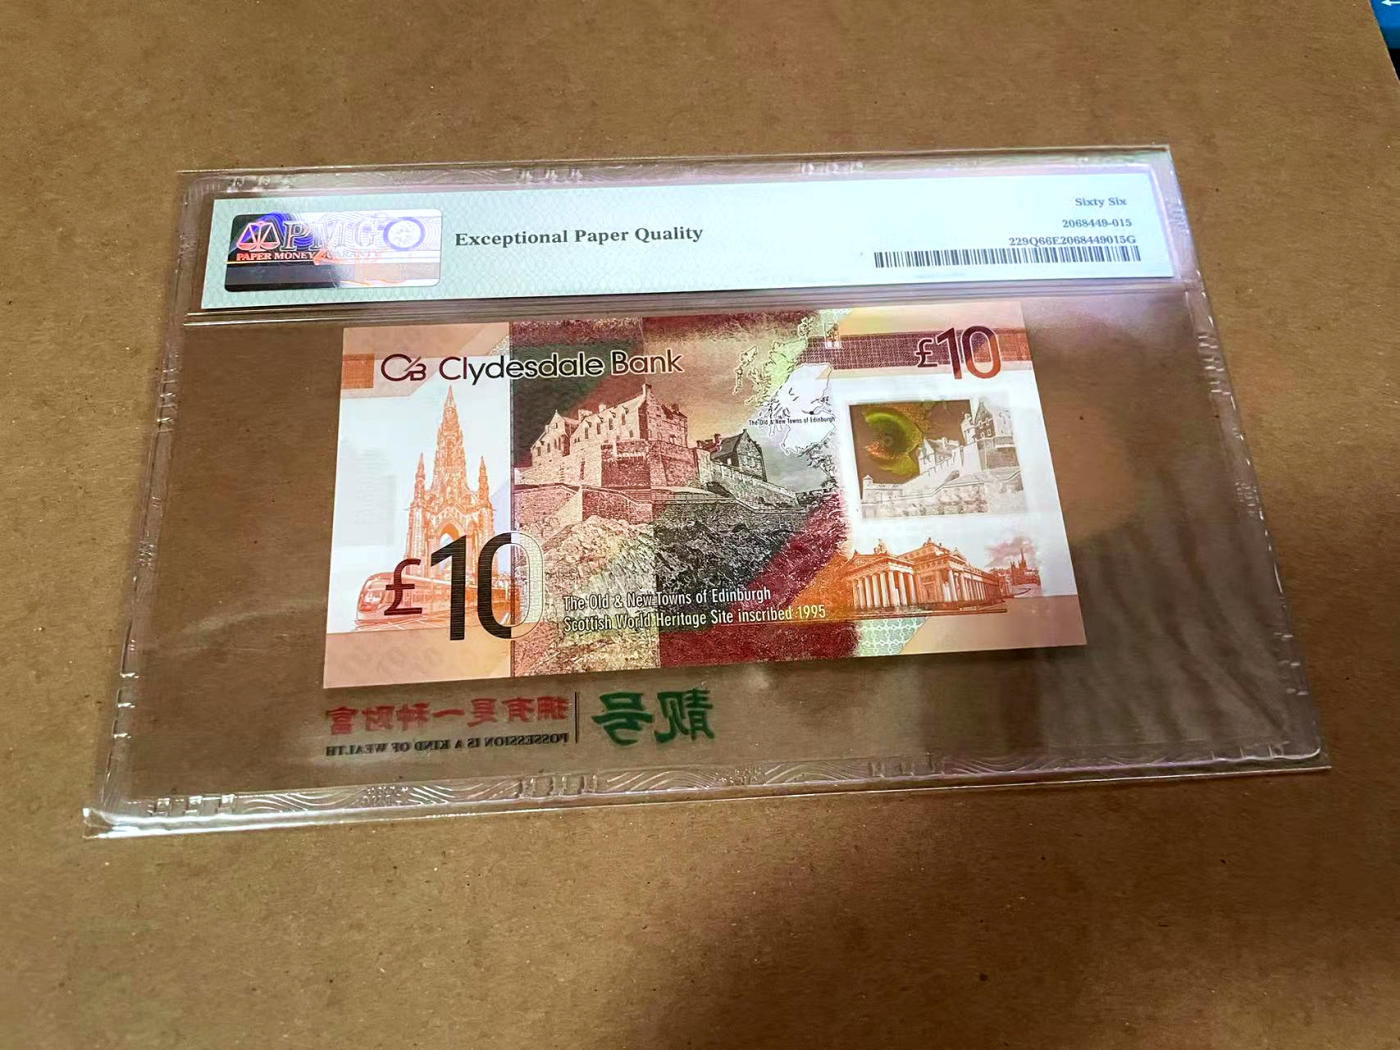 Sixty Six
PMG
PAPER MONEY GUARANTY
Exceptional Paper Quality
2068449-015
229Q66E2068449015G
CB Clydesdale Bank
£10
The Old & New Towns of Edinburgh
£10
The Old & New Towns of Edinburgh
Scottish World Heritage Site inscribed 1995
靓号
拥有是一种财富
POSSESSION IS A KIND OF WEALTH